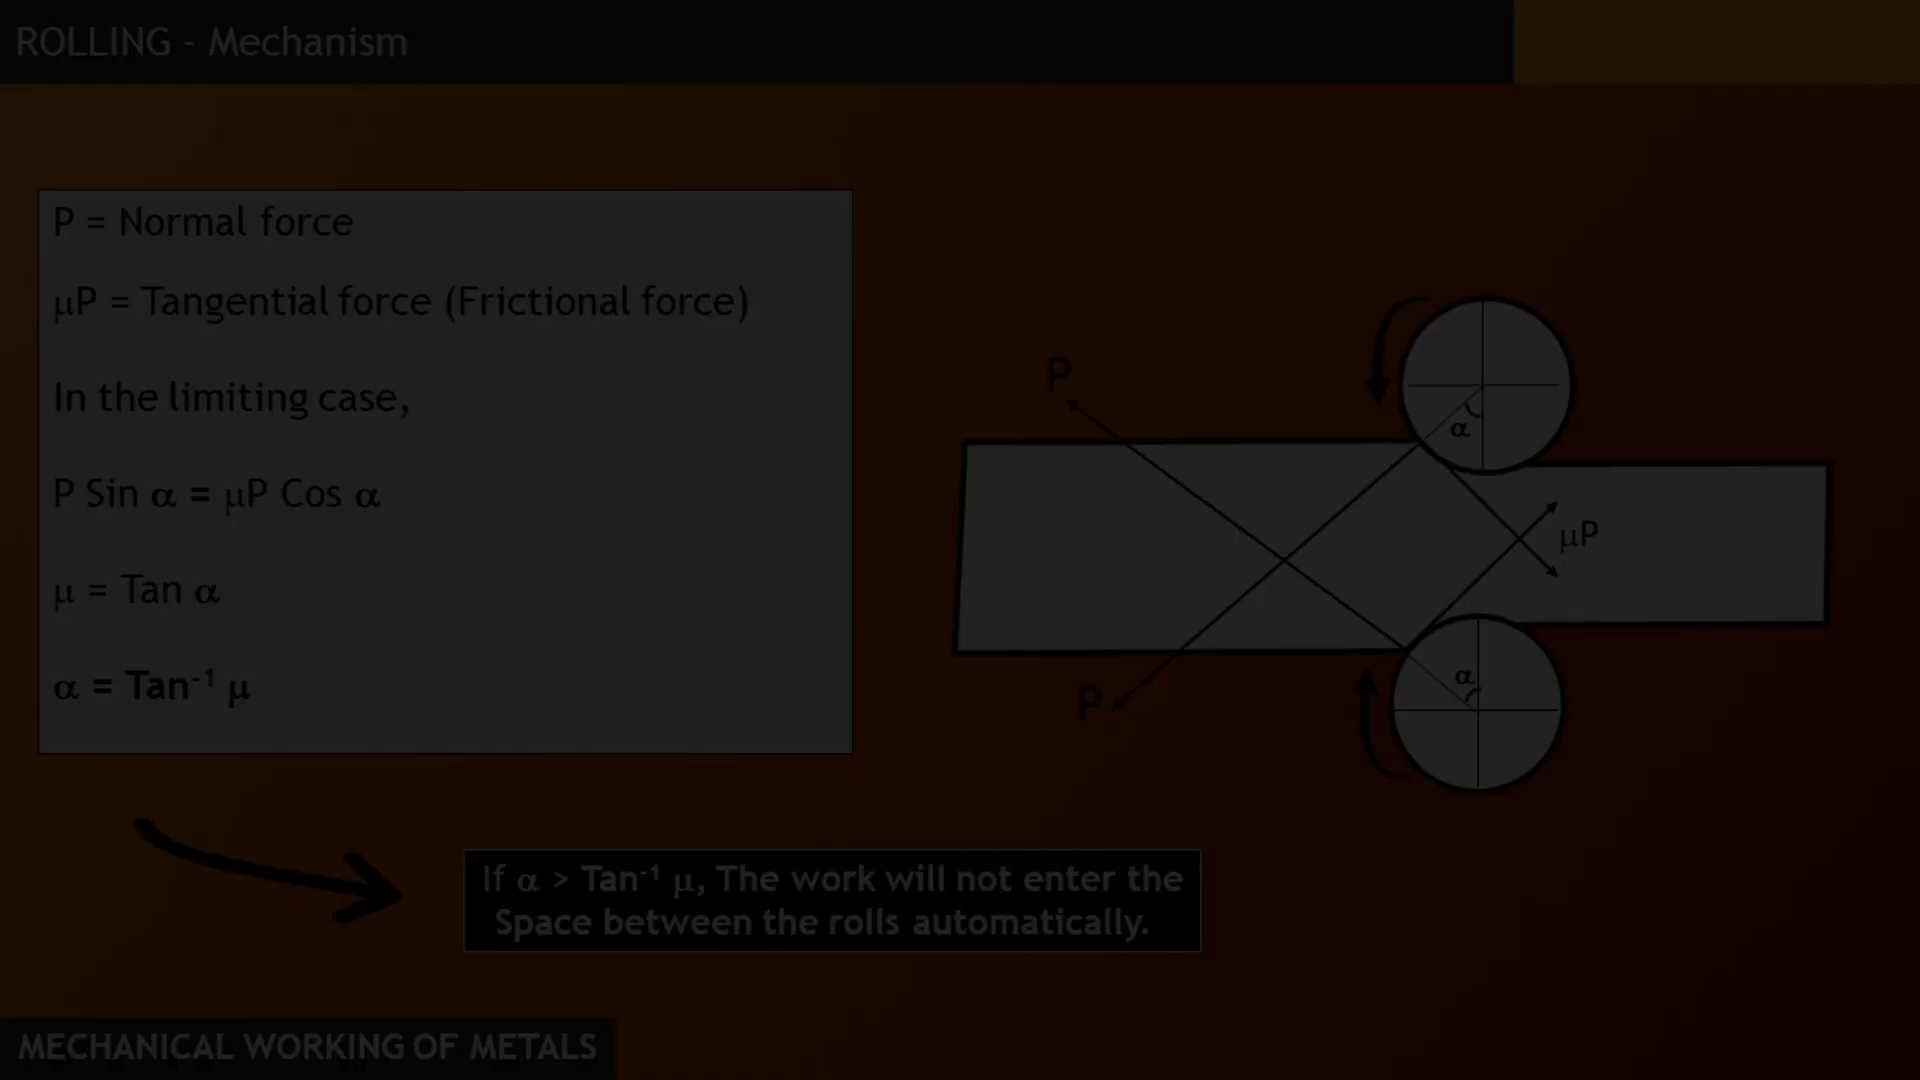 ROLLING - Mechanism
P = Normal force
μP = Tangential force (Frictional force)
In the limiting case,
P Sin α = μP Cos α
μ = Tan α
α = Tan⁻¹ μ
P
α
μP
α
P
If α > Tan⁻¹ μ, The work will not enter the
Space between the rolls automatically.
MECHANICAL WORKING OF METALS